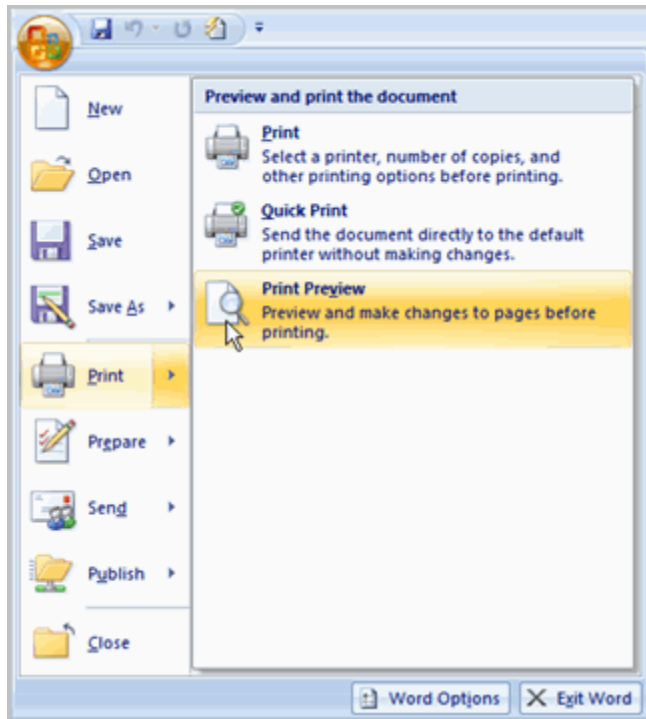 New
Open
Save
Save As
Print
Prepare
Send
Publish
Close
Preview and print the document
Print
Select a printer, number of copies, and
other printing options before printing.
Quick Print
Send the document directly to the default
printer without making changes.
Print Preview
Preview and make changes to pages before
printing.
Word Options
Exit Word